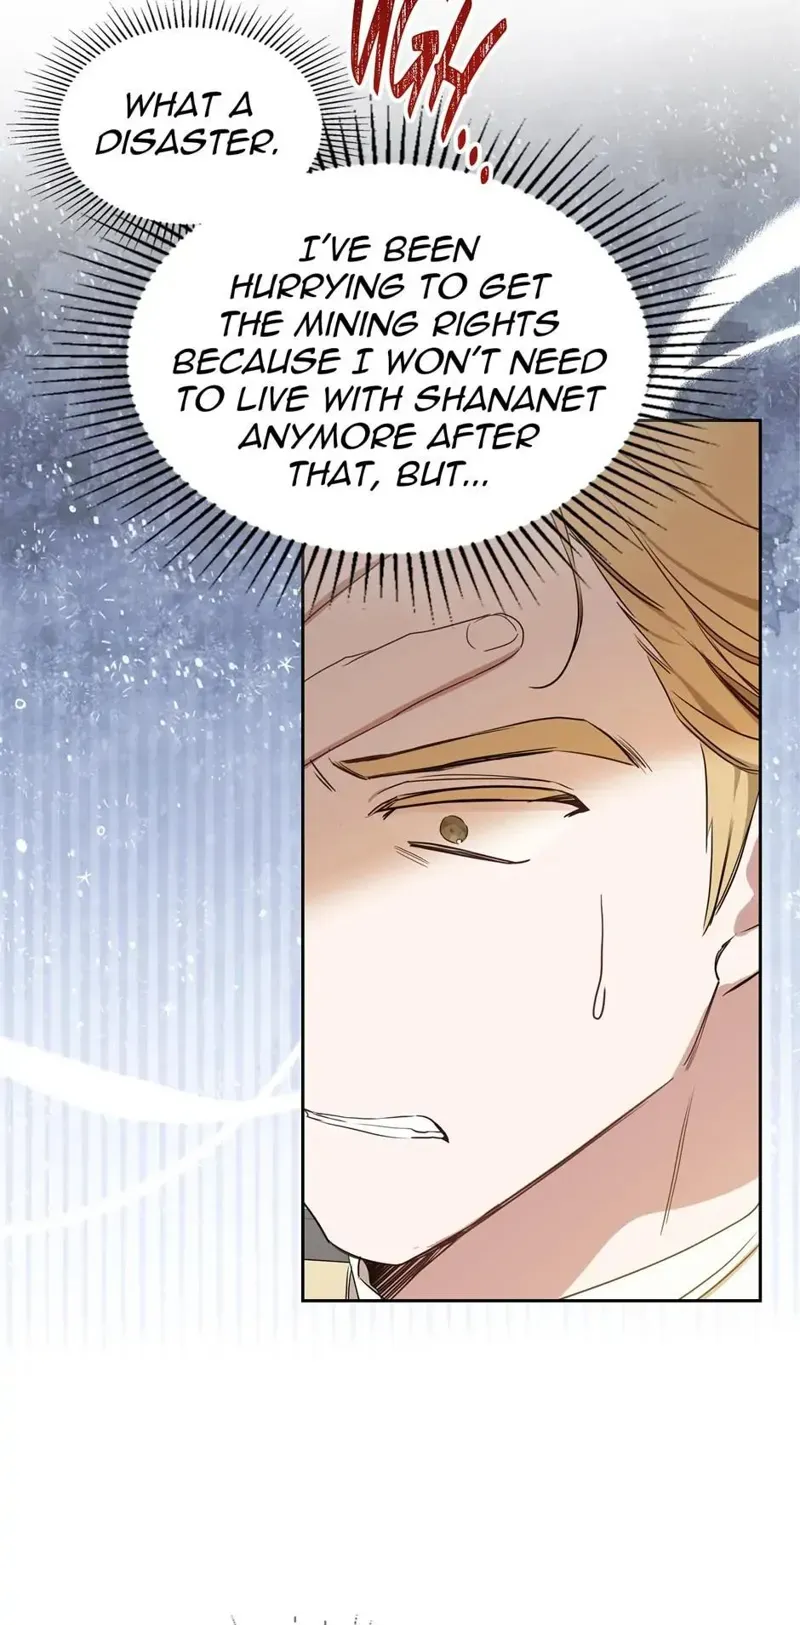 UGH...
WHAT A
DISASTER.
I'VE BEEN
HURRYING TO GET
THE MINING RIGHTS
BECAUSE I WON'T NEED
TO LIVE WITH SHANANET
ANYMORE AFTER
THAT, BUT...